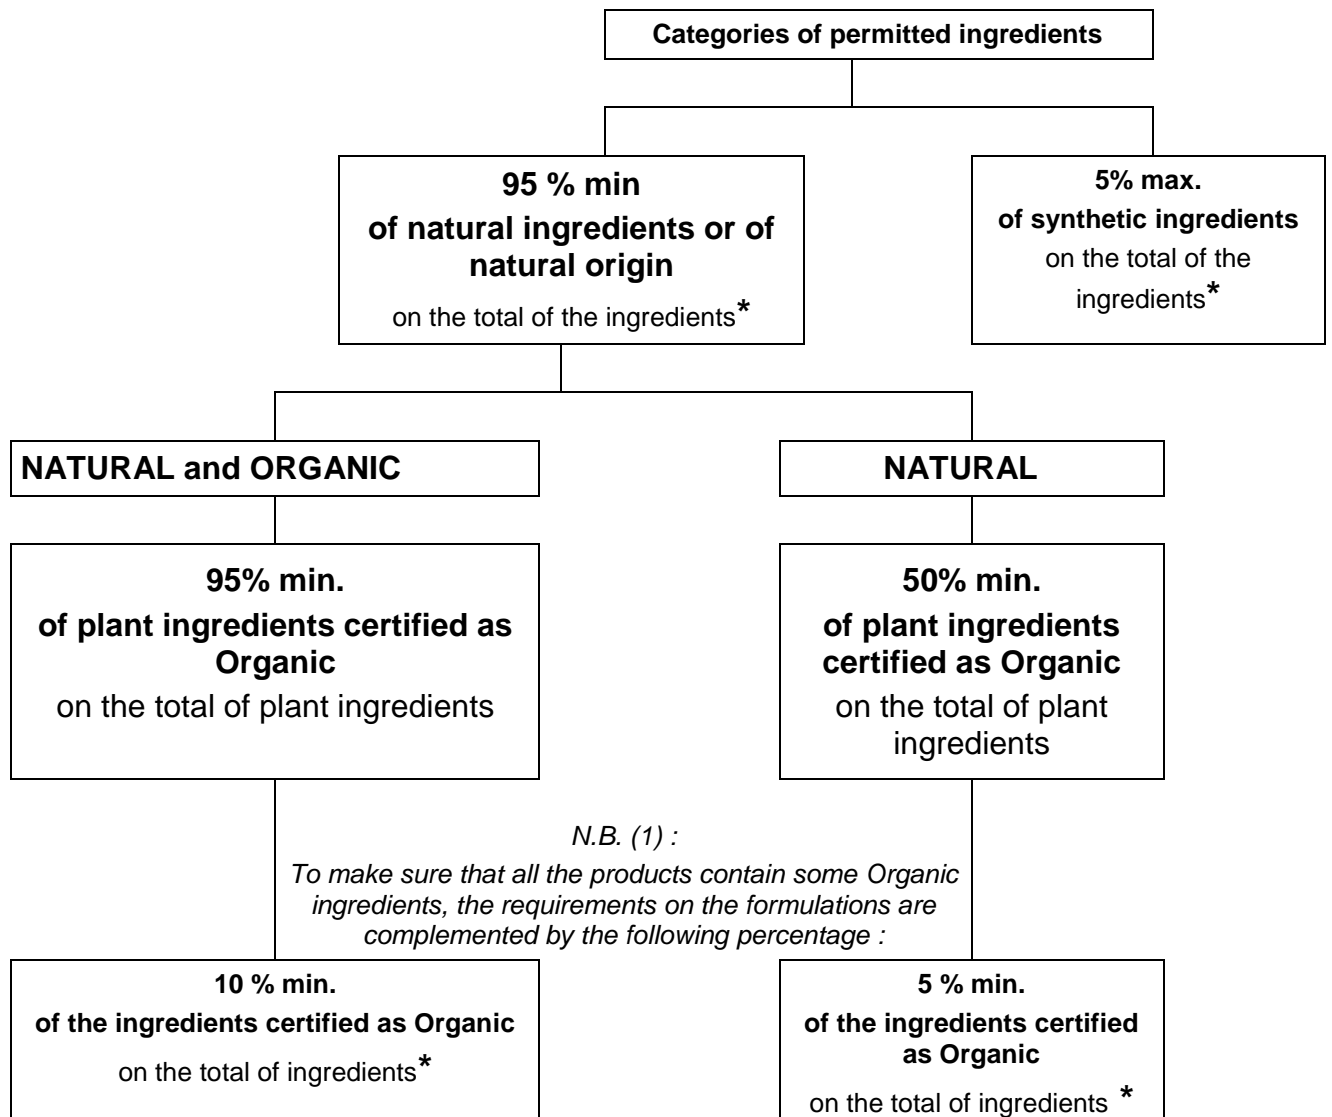 Categories of permitted ingredients
95 % min
of natural ingredients or of
natural origin
on the total of the ingredients*
5% max.
of synthetic ingredients
on the total of the
ingredients*
NATURAL and ORGANIC
NATURAL
95% min.
of plant ingredients certified as
Organic
on the total of plant ingredients
50% min.
of plant ingredients
certified as Organic
on the total of plant
ingredients
N.B. (1) :
To make sure that all the products contain some Organic
ingredients, the requirements on the formulations are
complemented by the following percentage :
10 % min.
of the ingredients certified as Organic
on the total of ingredients*
5 % min.
of the ingredients certified
as Organic
on the total of ingredients *